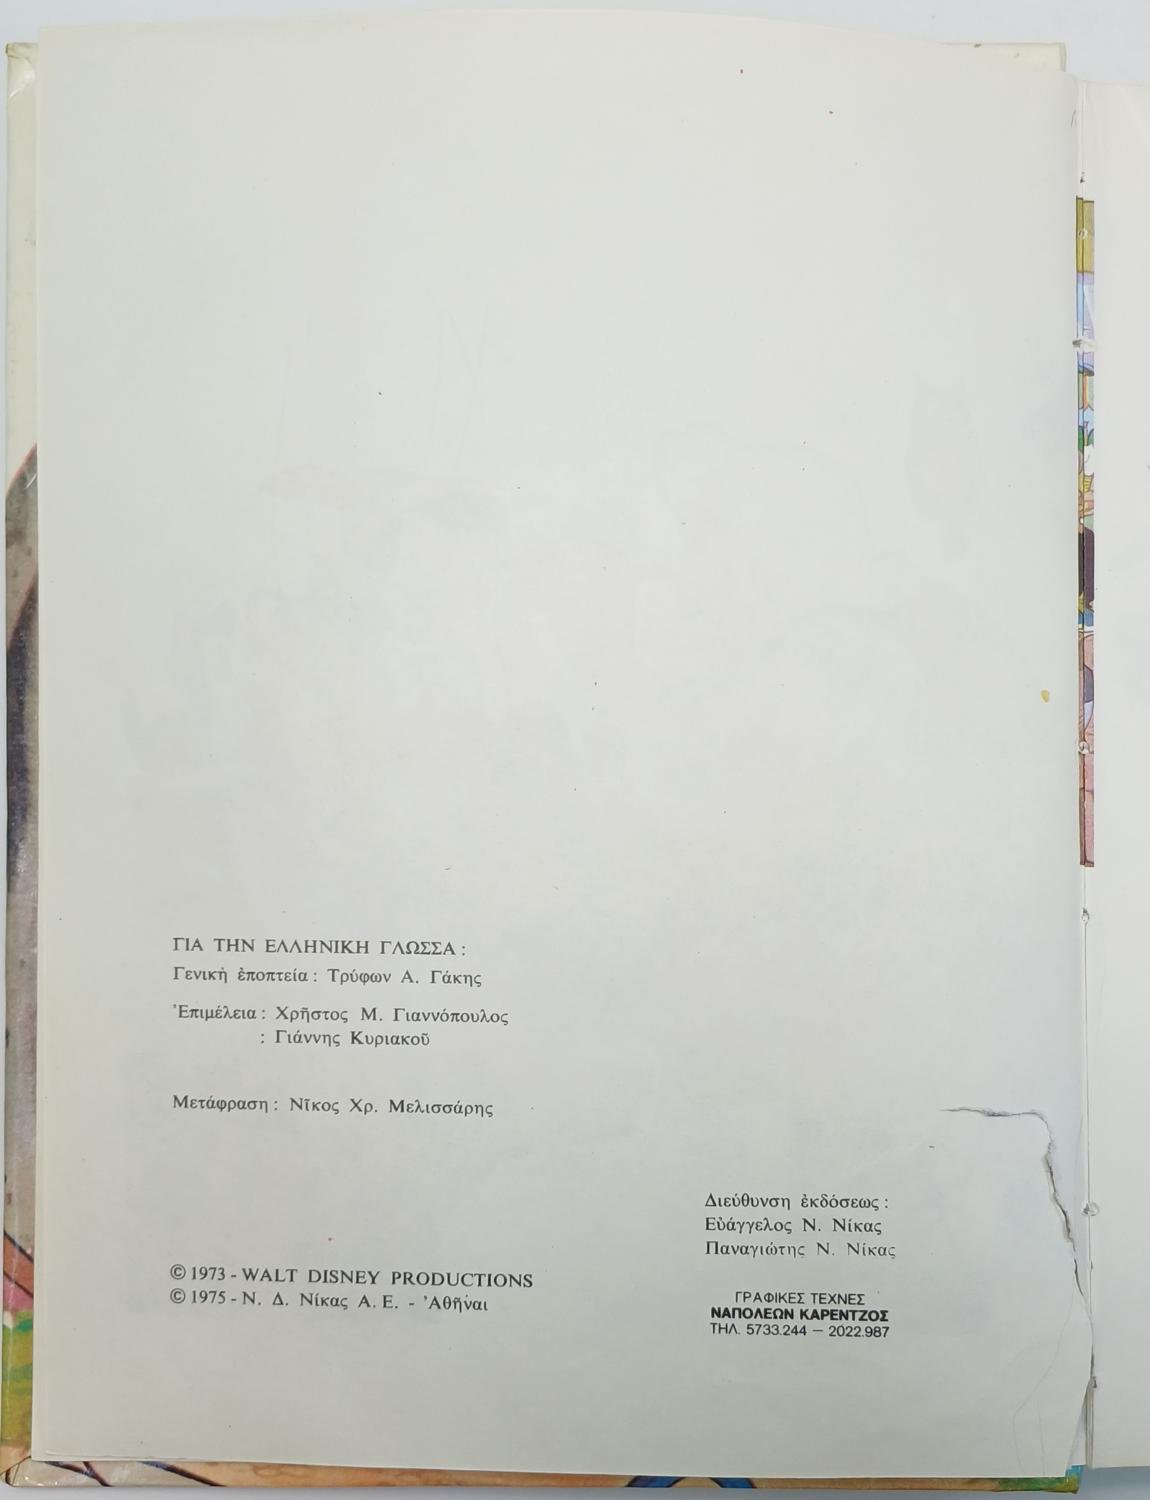 ΓΙΑ ΤΗΝ ΕΛΛΗΝΙΚΗ ΓΛΩΣΣΑ :
Γενικὴ ἐποπτεία : Τρύφων Α. Γάκης
Ἐπιμέλεια : Χρῆστος Μ. Γιαννόπουλος
: Γιάννης Κυριακοῦ
Μετάφραση : Νῖκος Χρ. Μελισσάρης
Διεύθυνση ἐκδόσεως :
Εὐάγγελος Ν. Νίκας
Παναγιώτης Ν. Νίκας
© 1973 - WALT DISNEY PRODUCTIONS
© 1975 - Ν. Δ. Νίκας Α. Ε. - Ἀθῆναι
ΓΡΑΦΙΚΕΣ ΤΕΧΝΕΣ
ΝΑΠΟΛΕΩΝ ΚΑΡΕΝΤΖΟΣ
ΤΗΛ. 5733.244 — 2022.987